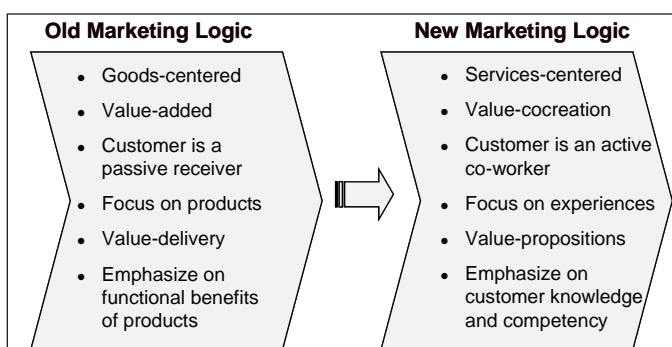 Old Marketing Logic
• Goods-centered
• Value-added
• Customer is a
passive receiver
• Focus on products
• Value-delivery
• Emphasize on
functional benefits
of products
New Marketing Logic
• Services-centered
• Value-cocreation
• Customer is an active
co-worker
• Focus on experiences
• Value-propositions
• Emphasize on
customer knowledge
and competency